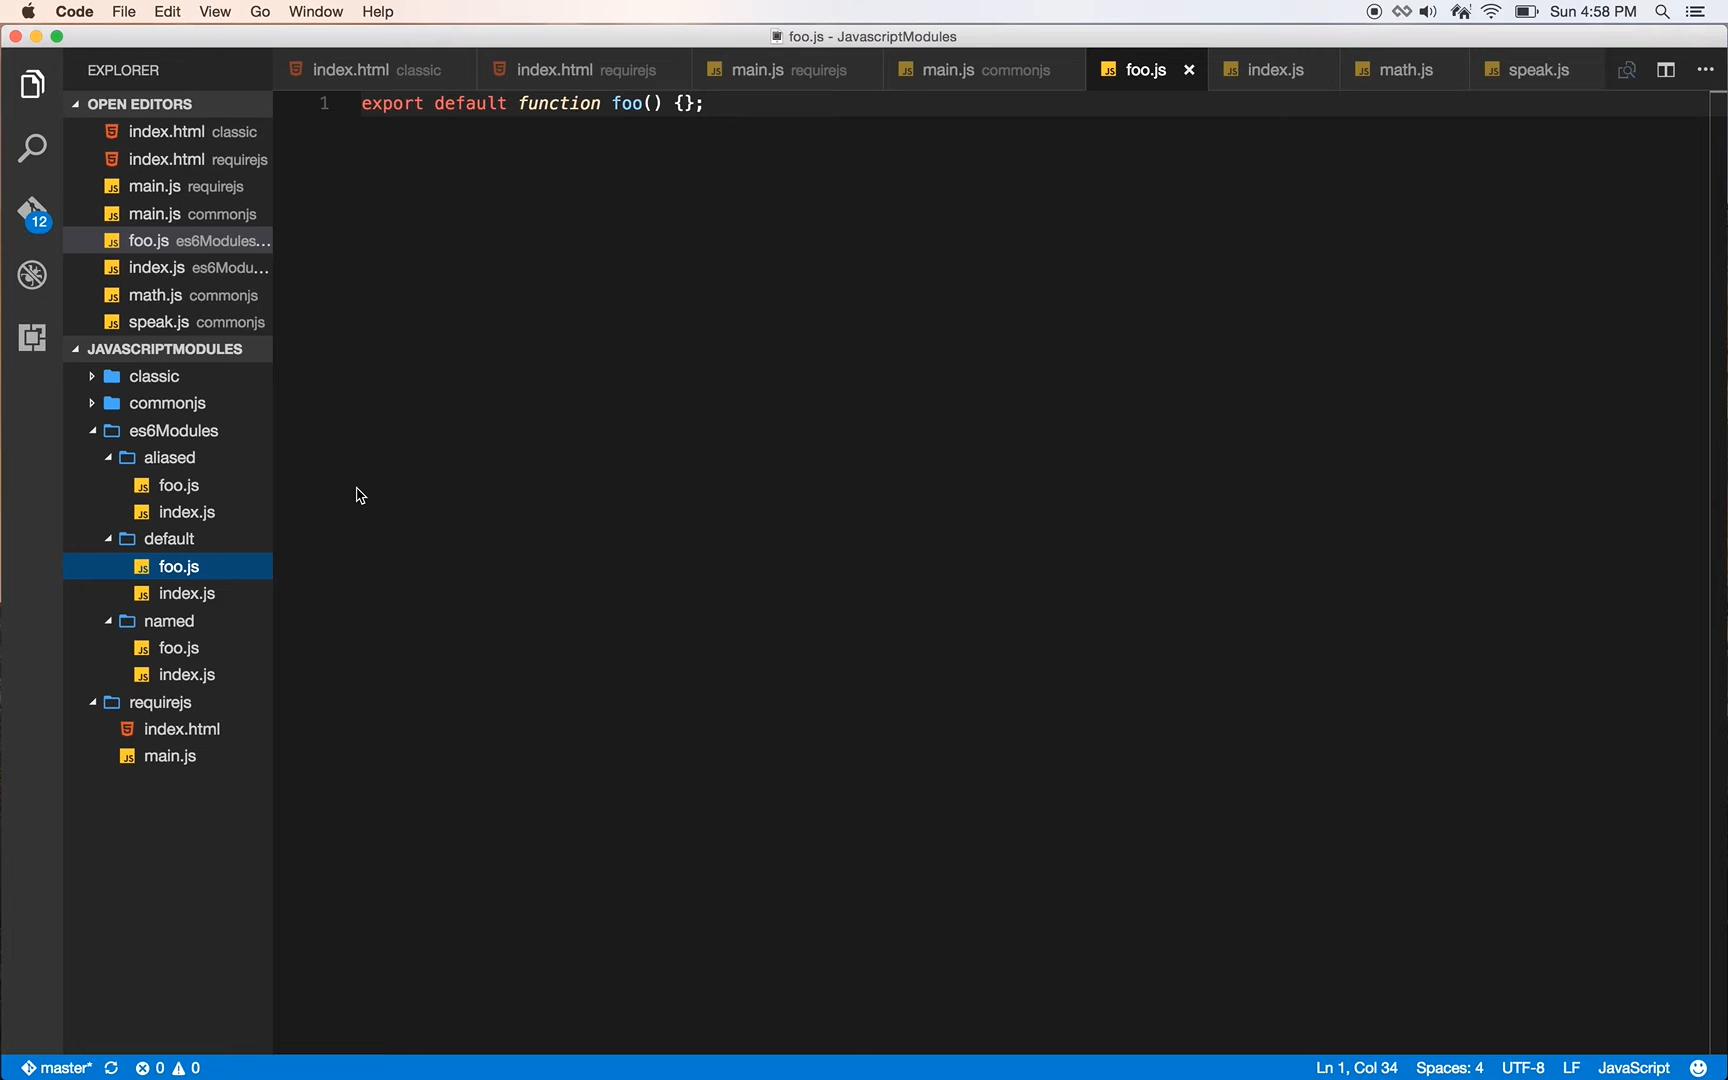 Code File Edit View Go Window Help Sun 4:58 PM
foo.js - JavascriptModules
EXPLORER
index.html classic index.html requirejs main.js requirejs main.js commonjs foo.js index.js math.js speak.js
OPEN EDITORS
index.html classic
index.html requirejs
main.js requirejs
main.js commonjs
foo.js es6Modules...
index.js es6Modu...
math.js commonjs
speak.js commonjs
1 export default function foo() {};
12
JAVASCRIPTMODULES
classic
commonjs
es6Modules
aliased
foo.js
index.js
default
foo.js
index.js
named
foo.js
index.js
requirejs
index.html
main.js
master* 0 0 Ln 1, Col 34 Spaces: 4 UTF-8 LF JavaScript